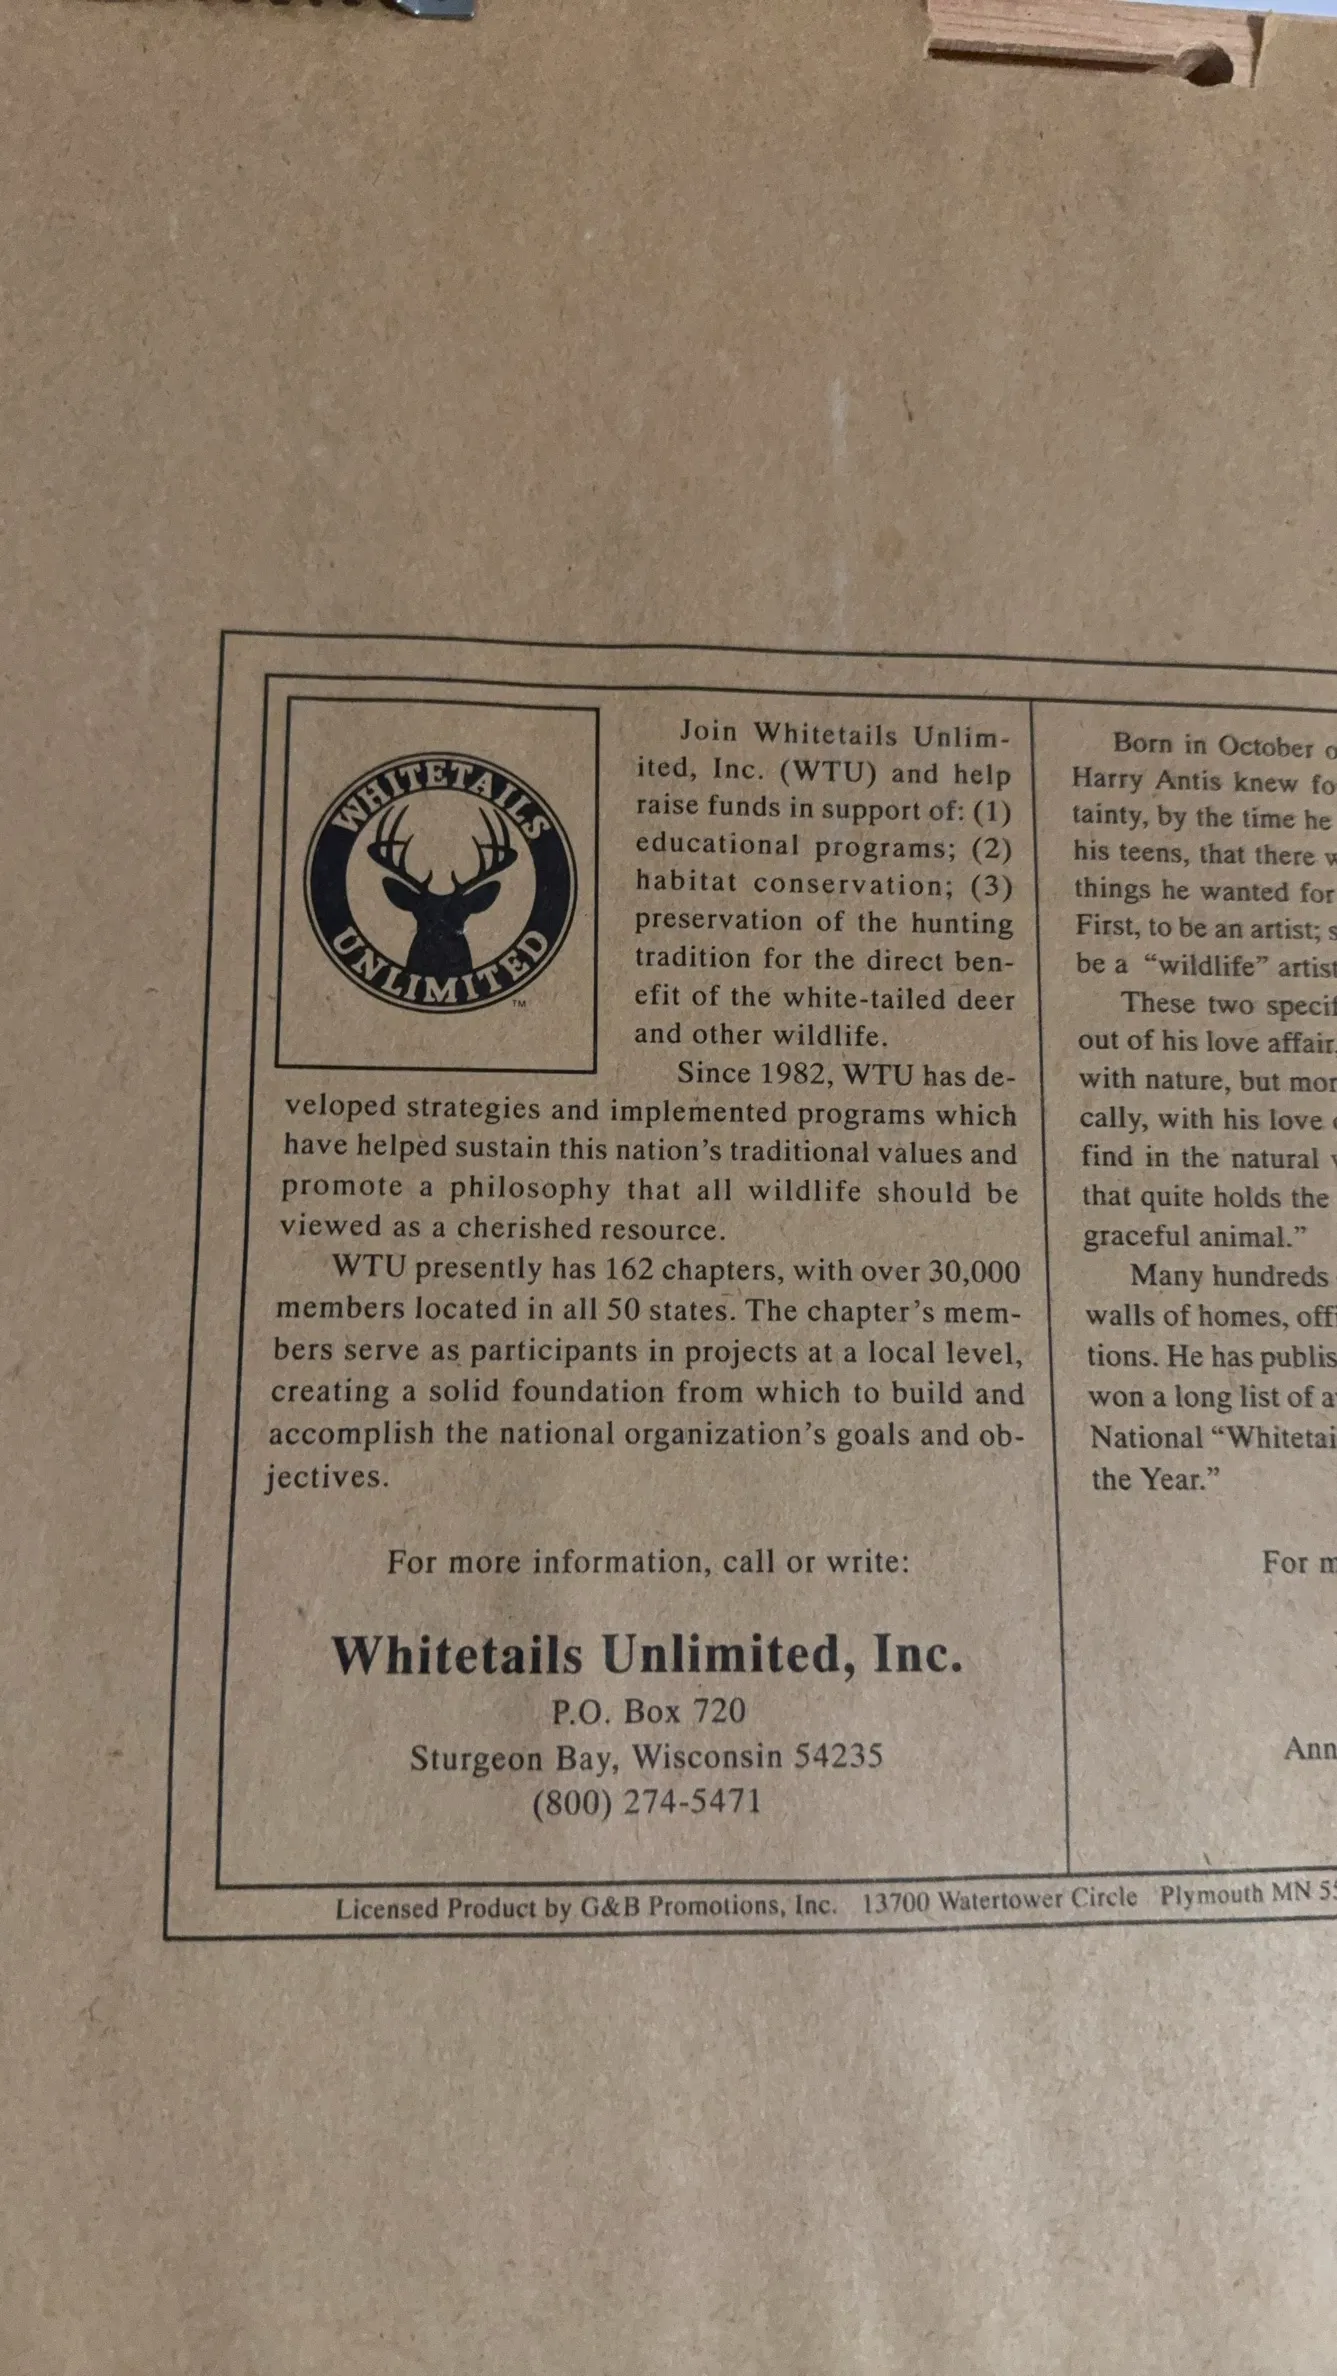 WHITETAILS
UNLIMITED
TM
Join Whitetails Unlim-
ited, Inc. (WTU) and help
raise funds in support of: (1)
educational programs; (2)
habitat conservation; (3)
preservation of the hunting
tradition for the direct ben-
efit of the white-tailed deer
and other wildlife.
Since 1982, WTU has de-
veloped strategies and implemented programs which
have helped sustain this nation's traditional values and
promote a philosophy that all wildlife should be
viewed as a cherished resource.
WTU presently has 162 chapters, with over 30,000
members located in all 50 states. The chapter's mem-
bers serve as participants in projects at a local level,
creating a solid foundation from which to build and
accomplish the national organization's goals and ob-
jectives.
For more information, call or write:
Whitetails Unlimited, Inc.
P.O. Box 720
Sturgeon Bay, Wisconsin 54235
(800) 274-5471
Born in October
Harry Antis knew
tainty, by the time he
his teens, that there
things he wanted for
First, to be an artist;
be a “wildlife” artist
These two
out of his love affair
with nature, but
cally, with his love
find in the natural
that quite holds the
graceful animal.”
Many hundreds
walls of homes,
tions. He has
won a long list of
National
the Year.”
For
Licensed Product by G&B Promotions, Inc. 13700 Watertower Circle Plymouth MN